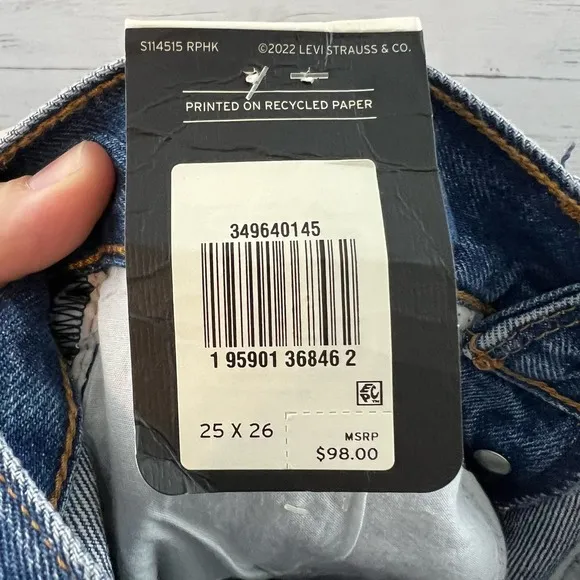 S114515 RPHK ©2022 LEVI STRAUSS & CO.
PRINTED ON RECYCLED PAPER
349640145
1 95901 36846 2
25 X 26
MSRP
$98.00